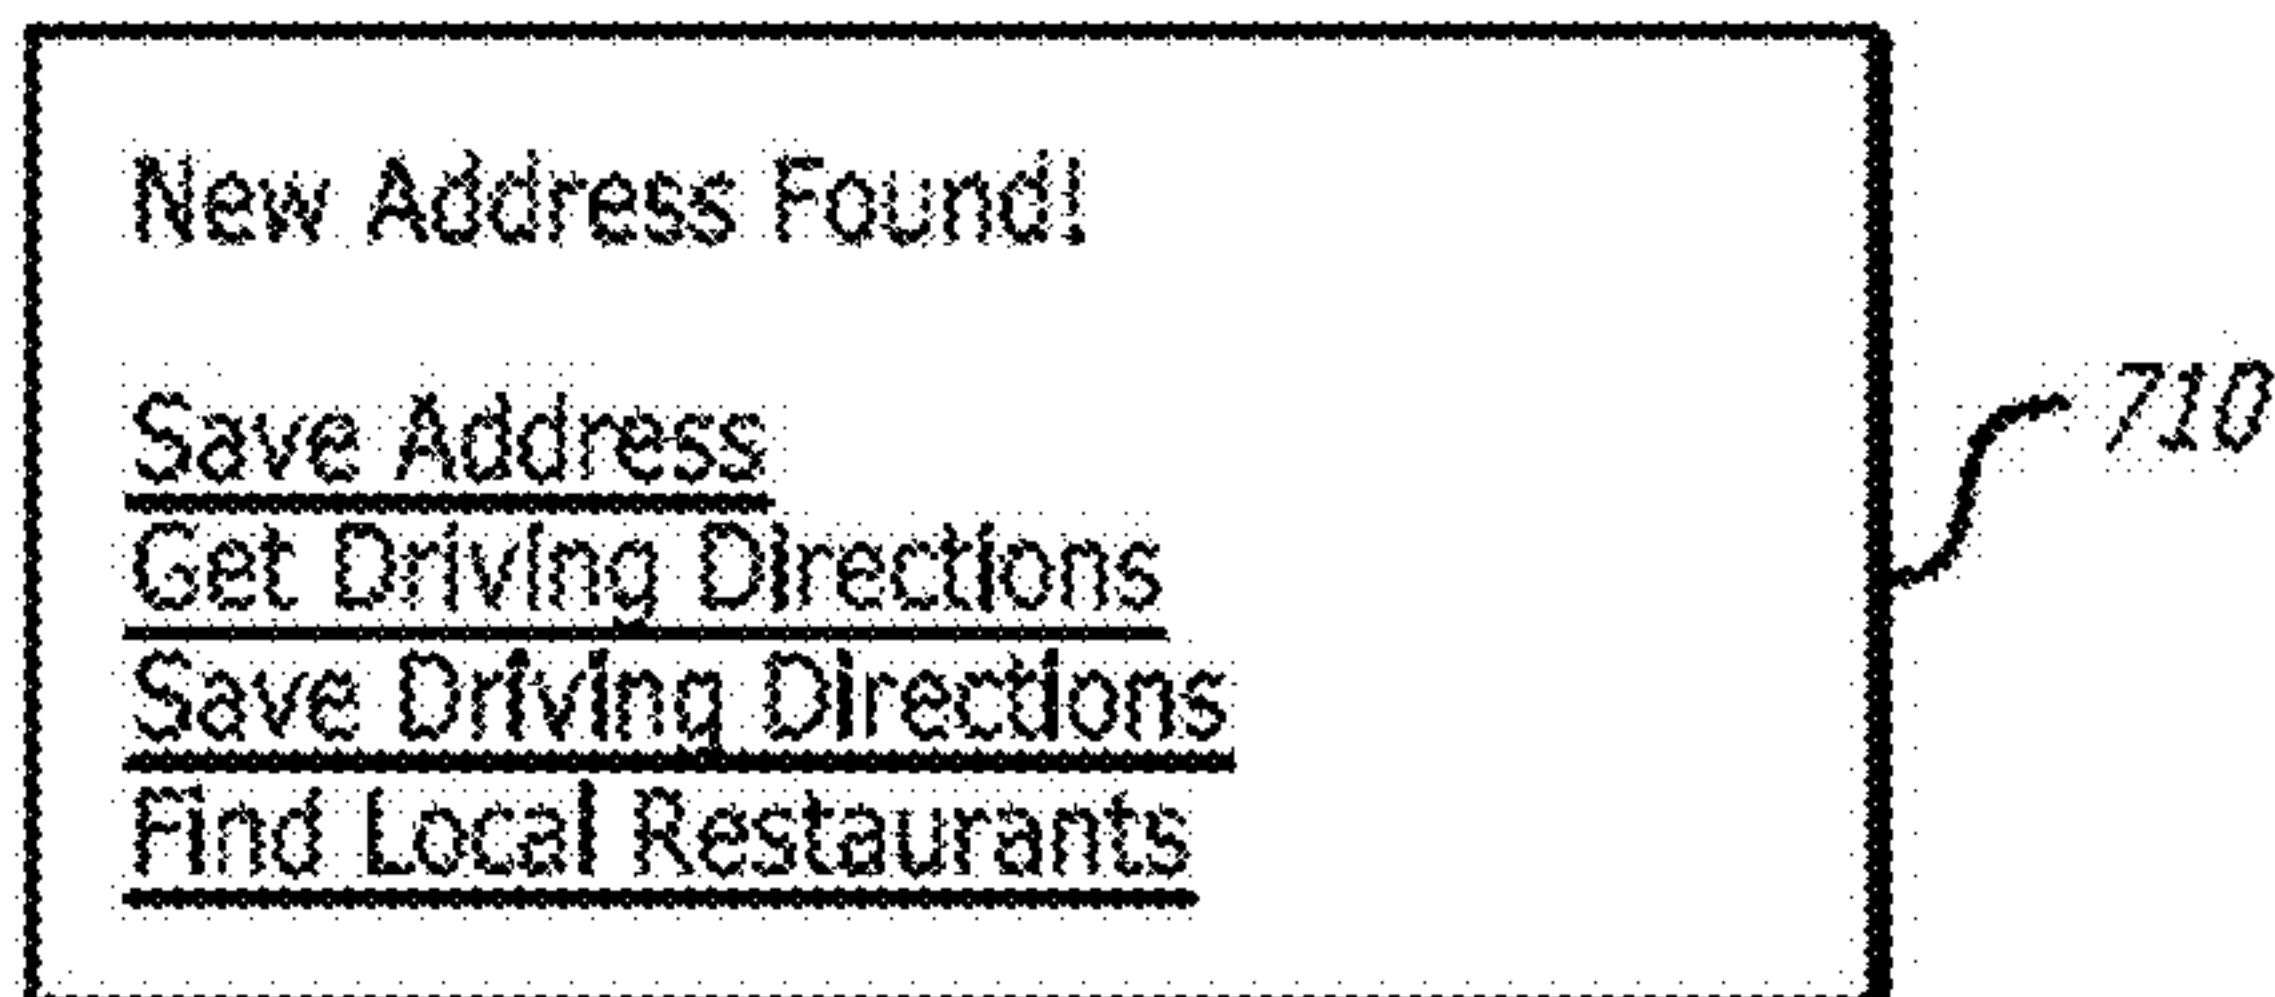 New Address Found!
Save Address
710
Get Driving Directions
Save Driving Directions
Find Local Restaurants